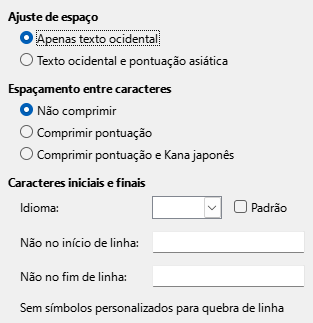 Ajuste de espaço
Apenas texto ocidental
Texto ocidental e pontuação asiática
Espaçamento entre caracteres
Não comprimir
Comprimir pontuação
Comprimir pontuação e Kana japonês
Caracteres iniciais e finais
Idioma: Padrão
Não no início de linha:
Não no fim de linha:
Sem símbolos personalizados para quebra de linha